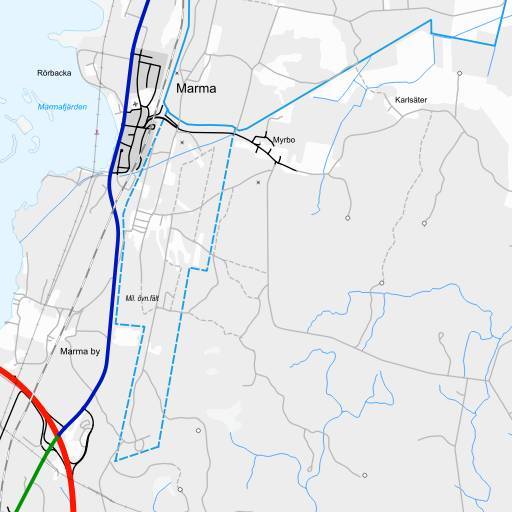 Rörbacka
Marma
Karlsäter
Marmafjärden
Myrbo
Mil. övn.fält
Marma by